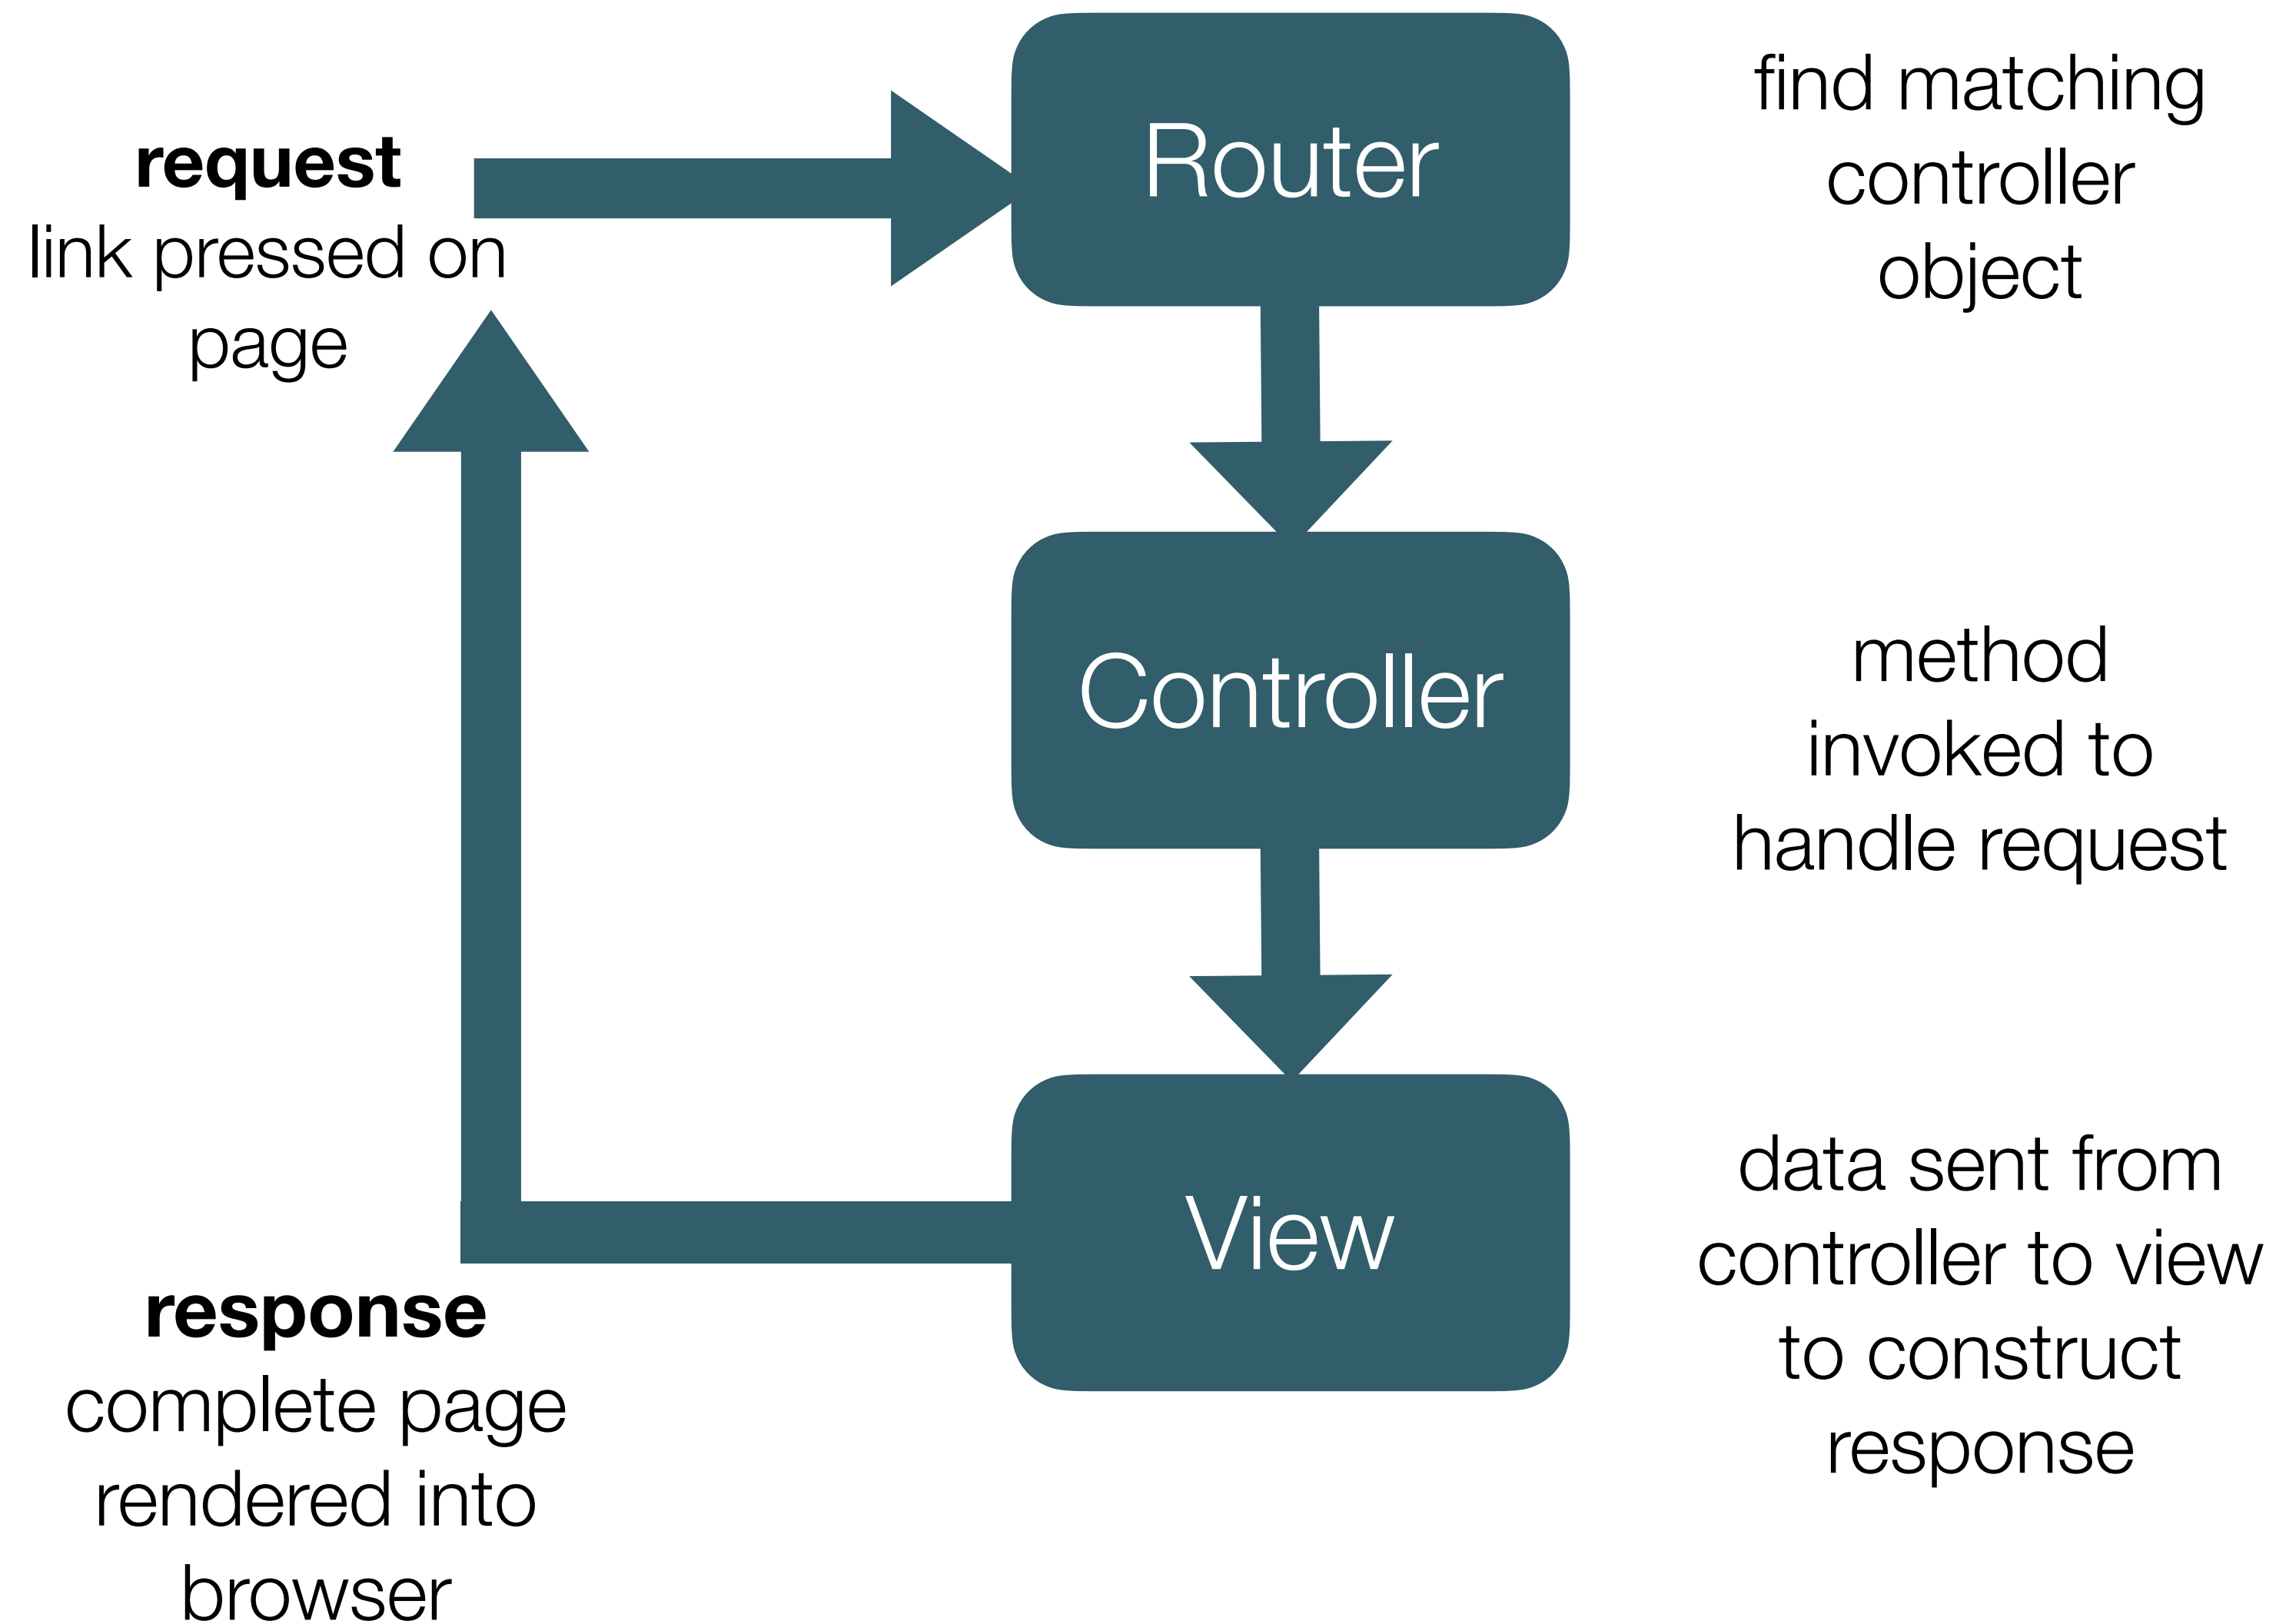 request
link pressed on
page
Router
find matching
controller
object
Controller
method
invoked to
handle request
View
data sent from
controller to view
to construct
response
response
complete page
rendered into
browser